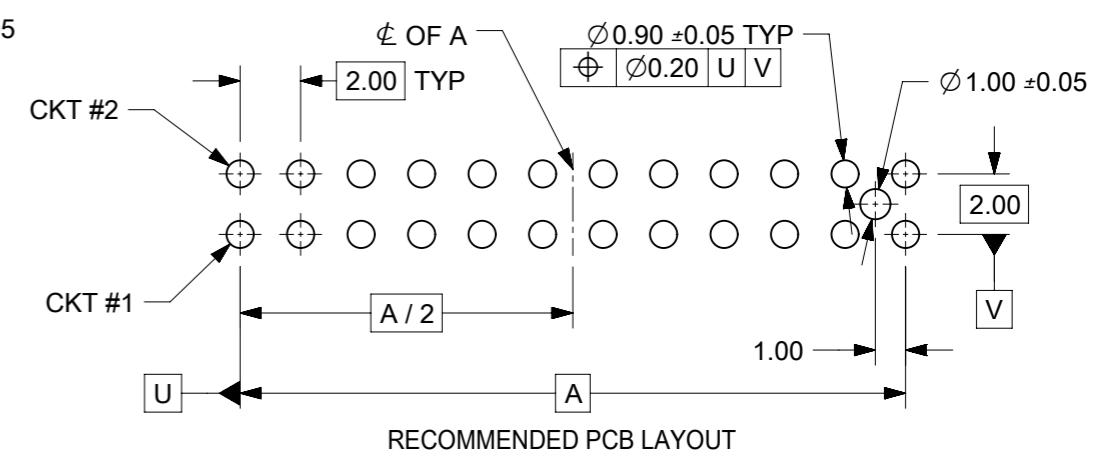 5
℄ OF A
∅0.90 ±0.05 TYP
⌖ ∅0.20 U V
2.00 TYP
∅1.00 ±0.05
CKT #2
2.00
CKT #1
A / 2
V
1.00
U
A
RECOMMENDED PCB LAYOUT